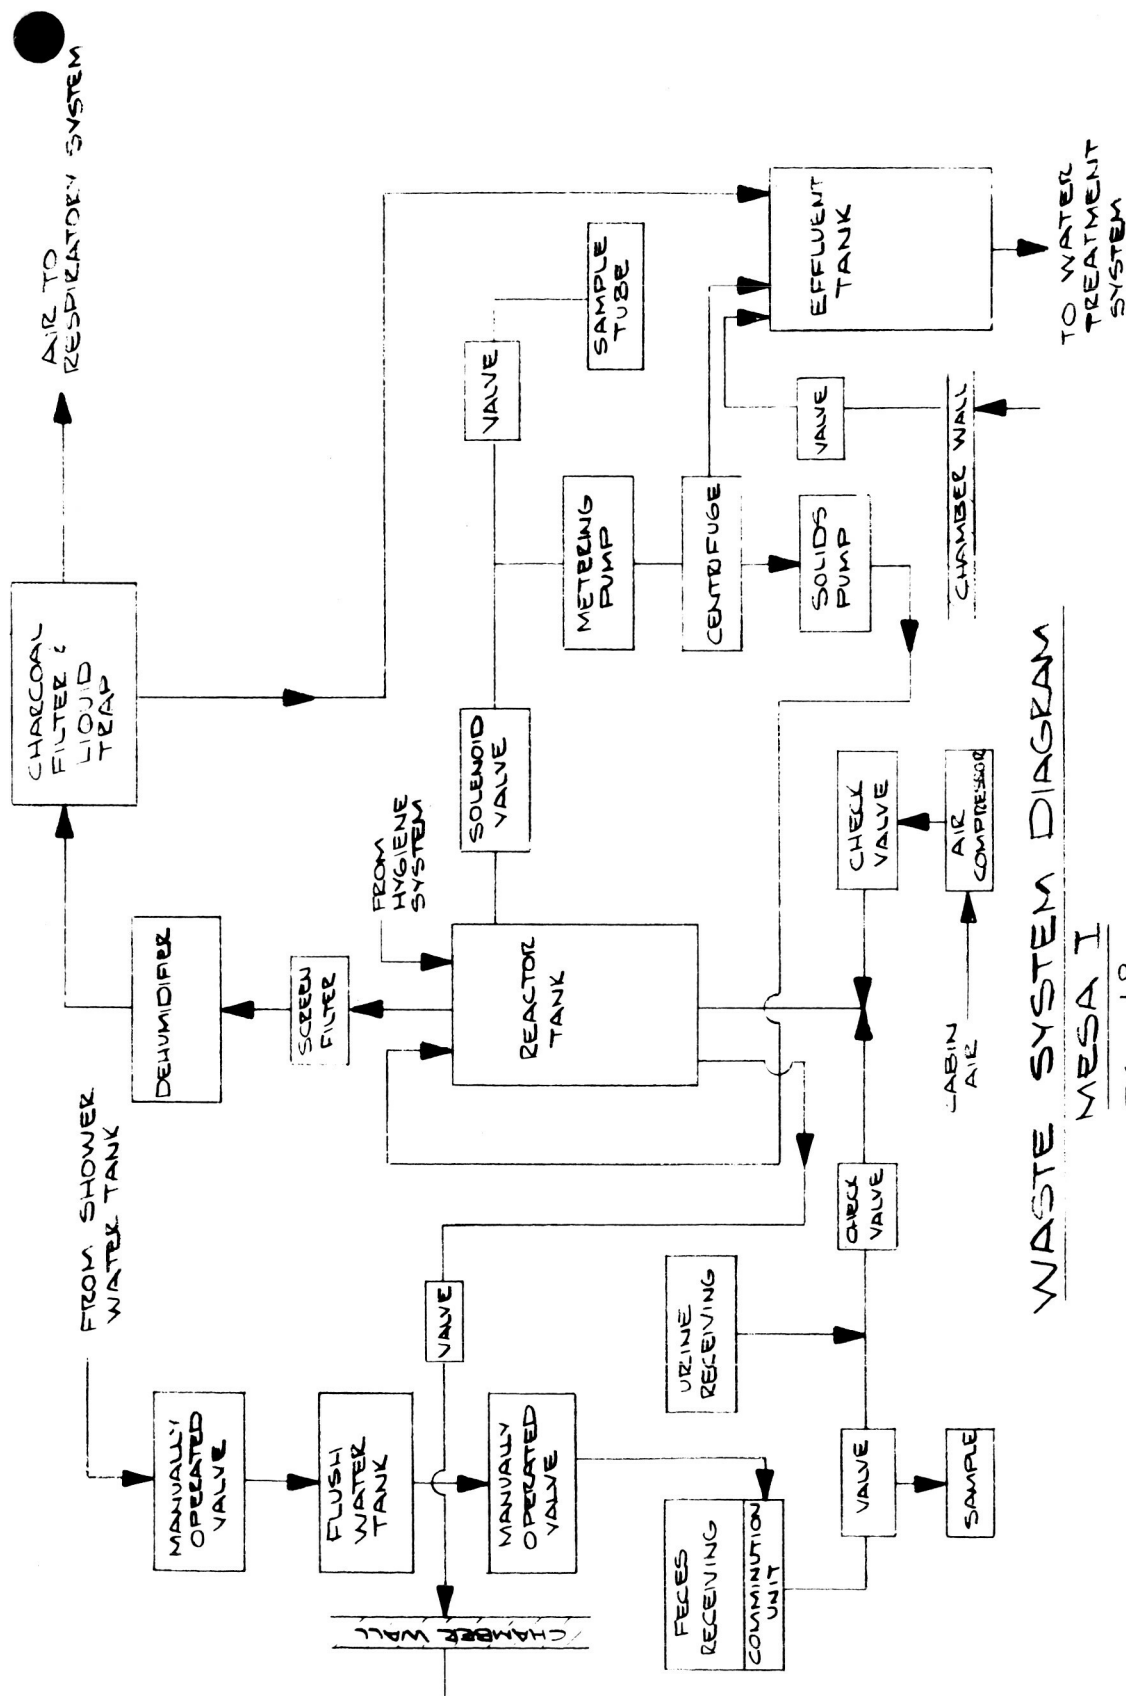 FROM SHOWER
WATER TANK
MANUALLY
OPERATED
VALVE
FLUSH
WATER
TANK
MANUALLY
OPERATED
VALVE
CHAMBER WALL
VALVE
FECES
RECEIVING
COMMINUTION
UNIT
URINE
RECEIVING
VALVE
SAMPLE
CHECK
VALVE
DEHUMIDIFIER
SCREEN
FILTER
FROM
HYGIENE
SYSTEM
REACTOR
TANK
CHARCOAL
FILTER &
LIQUID
TRAP
AIR TO
RESPIRATORY SYSTEM
SOLENOID
VALVE
VALVE
SAMPLE
TUBE
METERING
PUMP
CENTRIFUGE
SOLIDS
PUMP
CHECK
VALVE
AIR
COMPRESSOR
CABIN
AIR
EFFLUENT
TANK
VALVE
CHAMBER WALL
TO WATER
TREATMENT
SYSTEM
WASTE SYSTEM DIAGRAM
MESA I